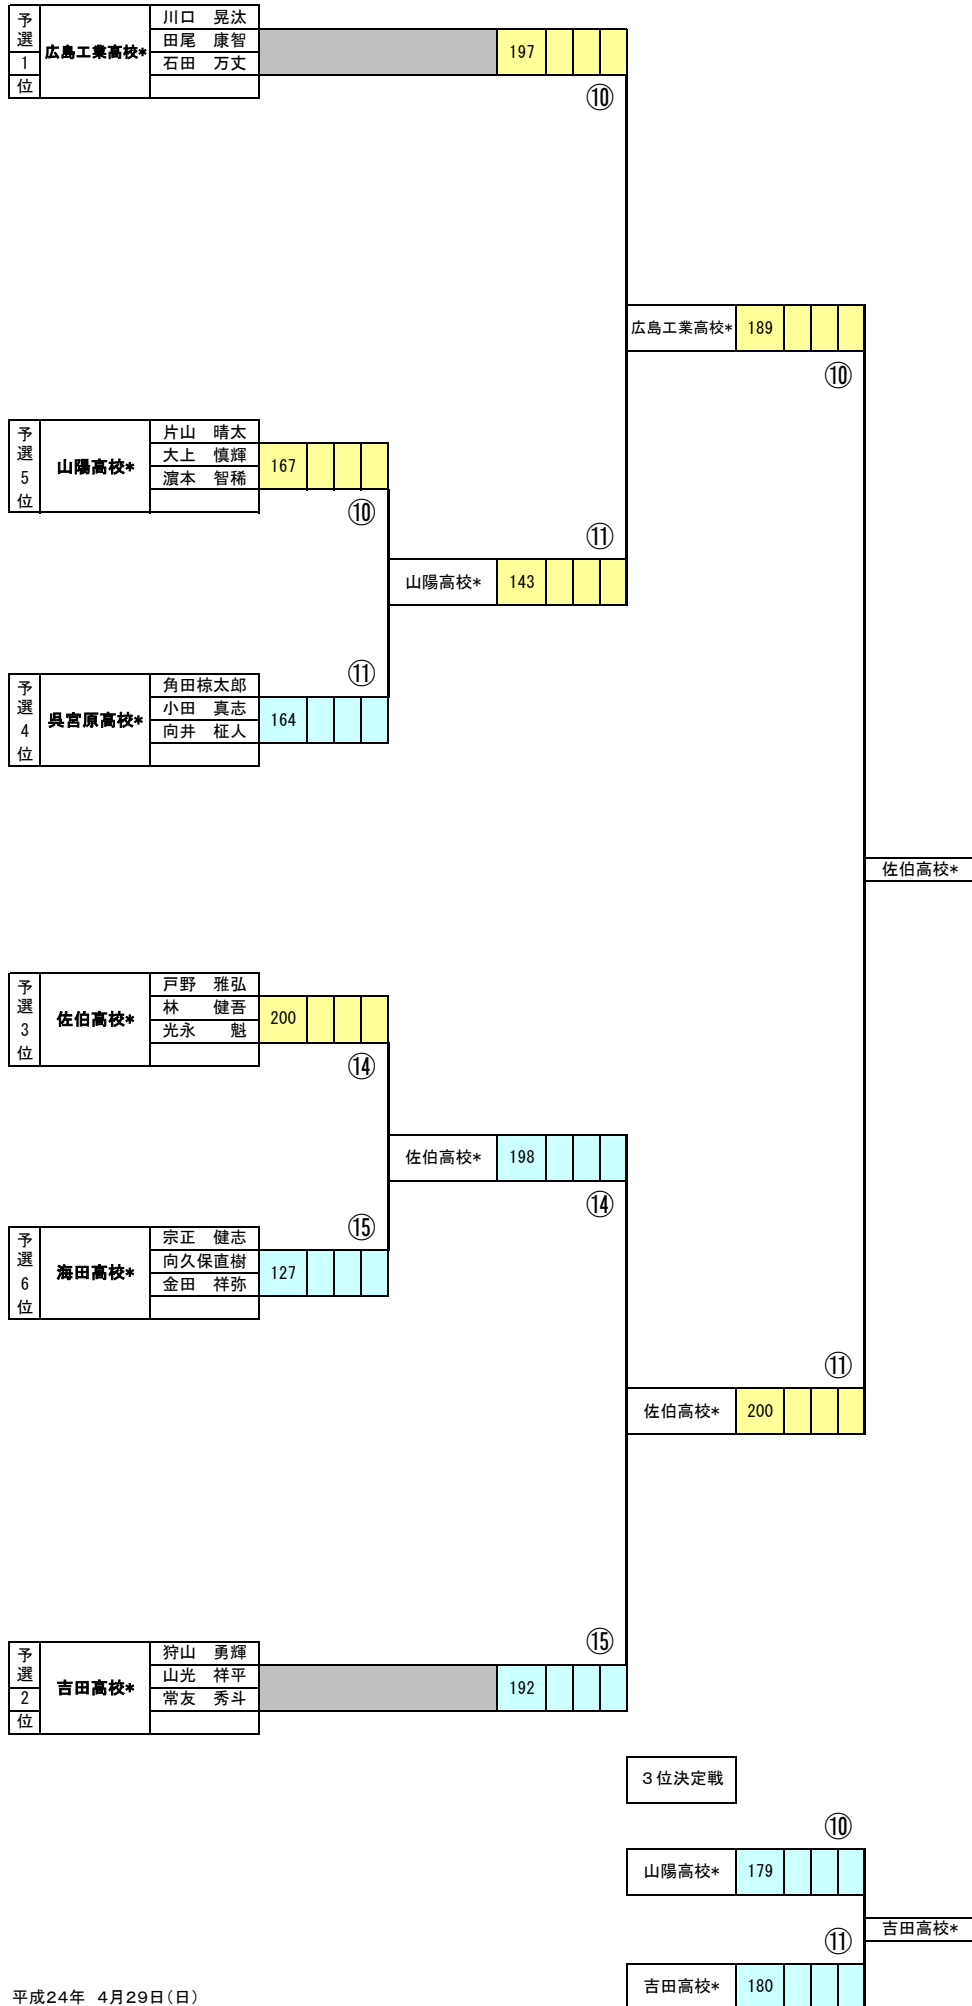 予選1位 広島工業高校* 川口 晃汰
田尾 康智
石田 万丈
197
⑩
広島工業高校* 189
⑩
予選5位 山陽高校* 片山 晴太
大上 慎輝
濵本 智稀
167
⑩
⑪
山陽高校* 143
⑪
予選4位 呉宮原高校* 角田椋太郎
小田 真志
向井 柾人
164
佐伯高校*
予選3位 佐伯高校* 戸野 雅弘
林 健吾
光永 魁
200
⑭
佐伯高校* 198
⑭
⑮
予選6位 海田高校* 宗正 健志
向久保直樹
金田 祥弥
127
⑪
佐伯高校* 200
⑮
予選2位 吉田高校* 狩山 勇輝
山光 祥平
常友 秀斗
192
3位決定戦
⑩
山陽高校* 179
吉田高校*
⑪
吉田高校* 180
平成24年 4月29日(日)